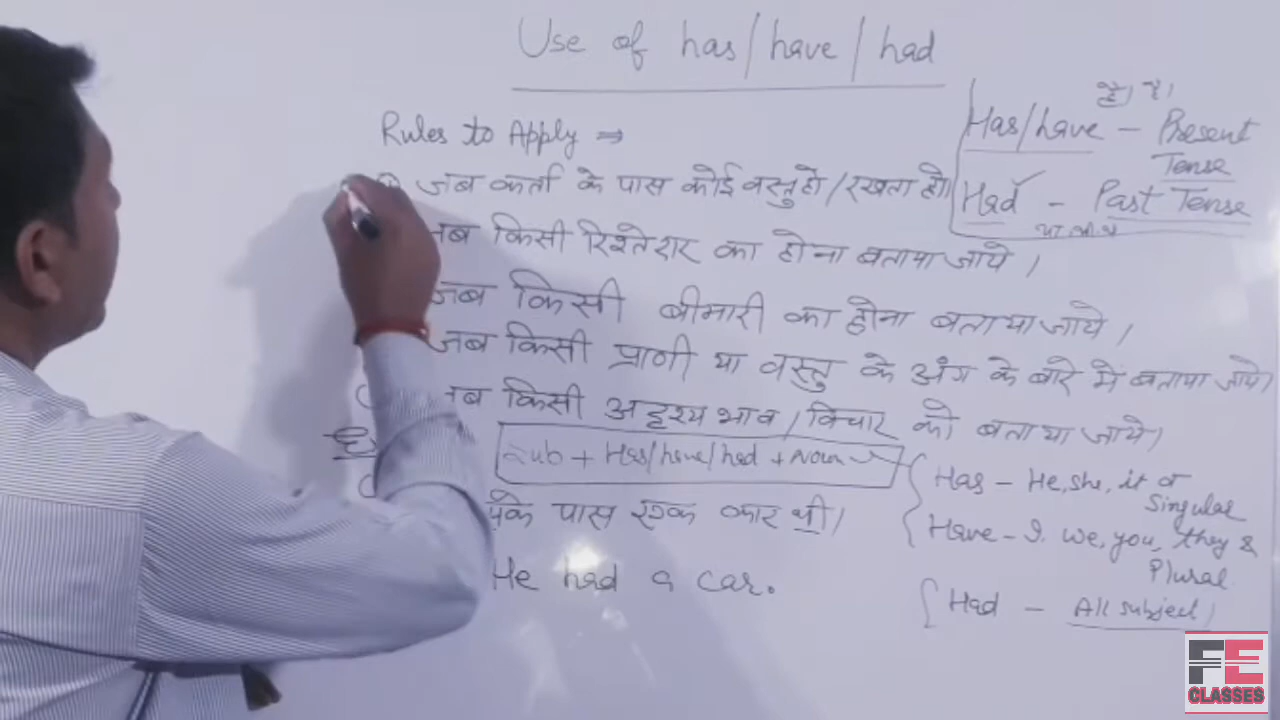 Use of has/have/had
Rules to Apply ⇒
जब कर्ता के पास कोई वस्तु हो/रखता हो।
जब किसी रिश्तेदार का होना बताया जाये।
जब किसी बीमारी का होना बताया जाये।
जब किसी प्राणी या वस्तु के अंग के बारे में बताया जाये।
जब किसी अदृश्य भाव/विचार को बताया जाये।
Sub + Has/have/had + Noun
के पास एक कार थी।
He had a car.
Has/have - Present
Tense
Had - Past Tense
Has - He, she, it or
Singular
Have - I, we, you, they &
Plural
Had - All subject
FE
CLASSES